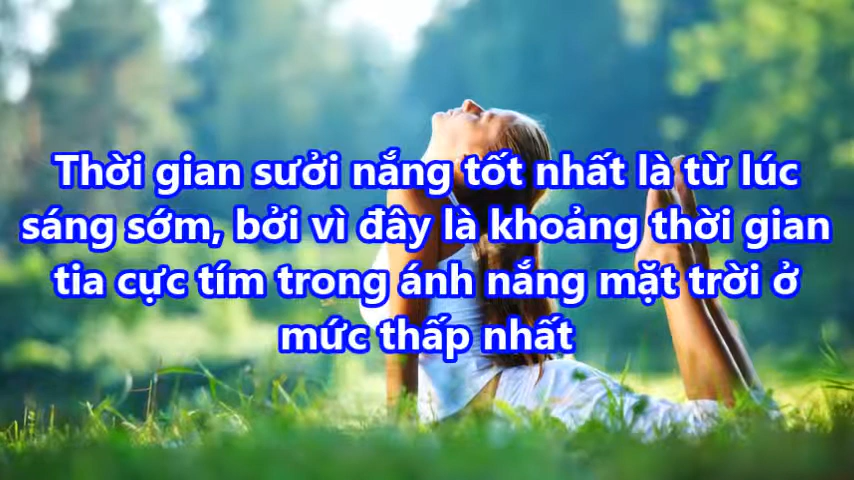 Thời gian sưởi nắng tốt nhất là từ lúc
sáng sớm, bởi vì đây là khoảng thời gian
tia cực tím trong ánh nắng mặt trời ở
mức thấp nhất